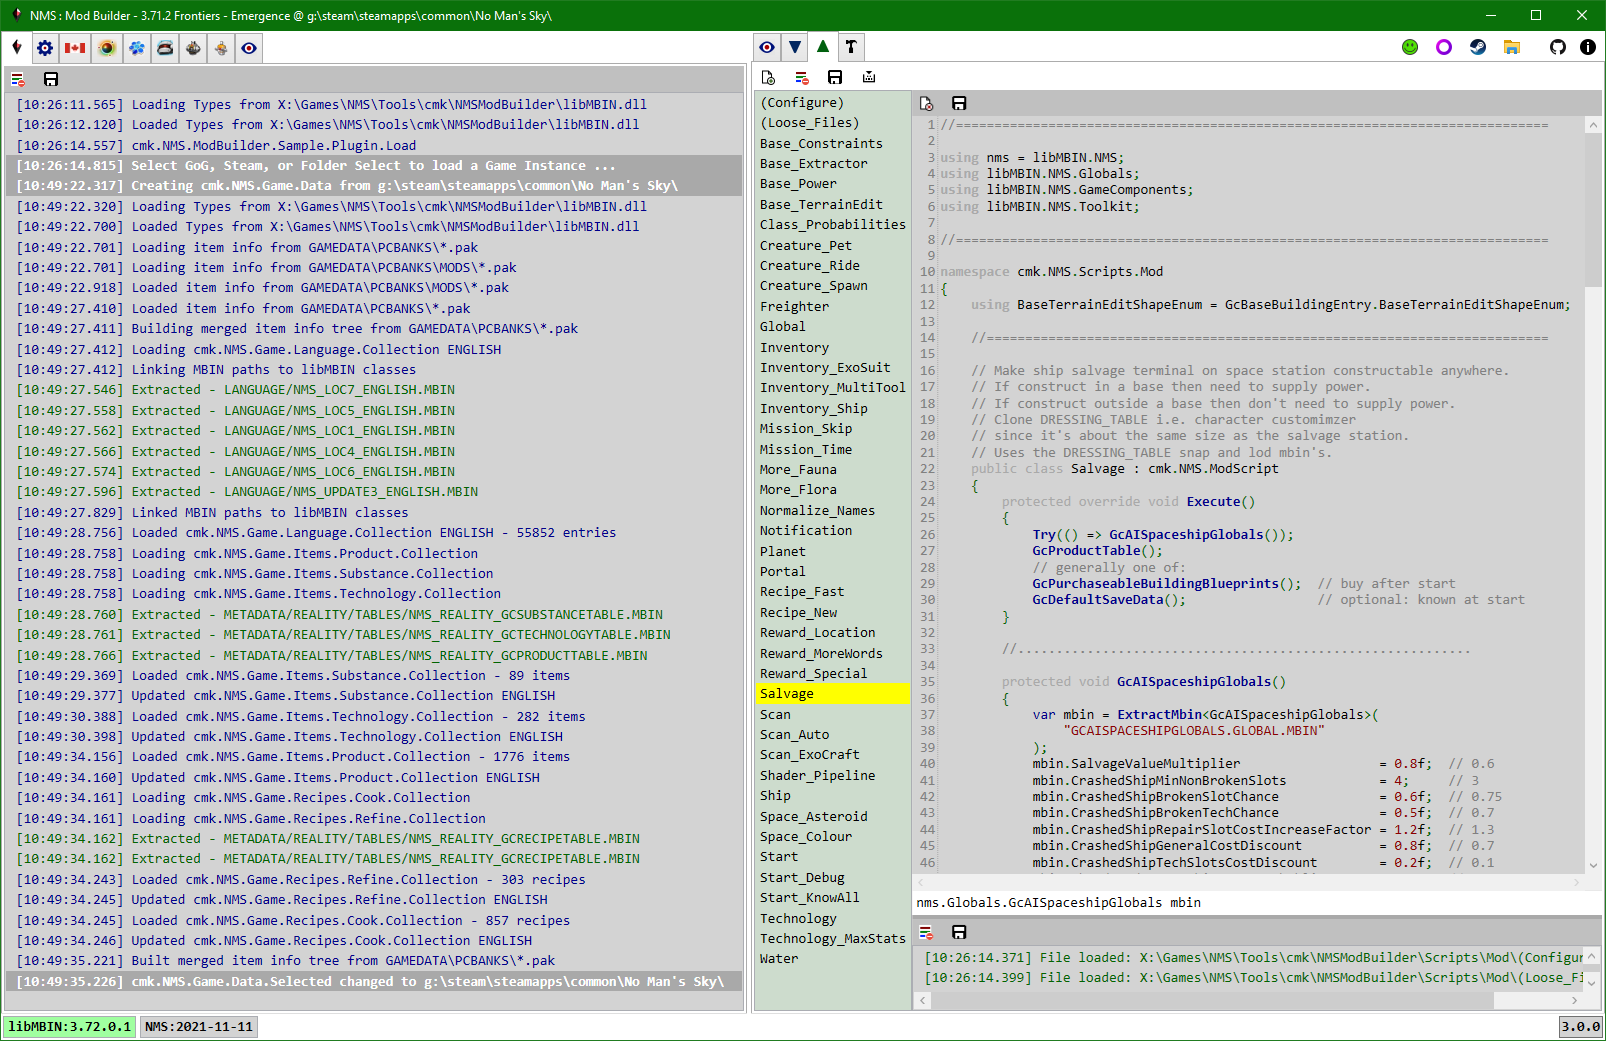 NMS : Mod Builder - 3.71.2 Frontiers - Emergence @ g:\steam\steamapps\common\No Man's Sky\
[10:26:11.565] Loading Types from X:\Games\NMS\Tools\cmk\NMSModBuilder\libMBIN.dll
[10:26:12.120] Loaded Types from X:\Games\NMS\Tools\cmk\NMSModBuilder\libMBIN.dll
[10:26:14.557] cmk.NMS.ModBuilder.Sample.Plugin.Load
[10:26:14.815] Select GoG, Steam, or Folder Select to load a Game Instance ...
[10:49:22.317] Creating cmk.NMS.Game.Data from g:\steam\steamapps\common\No Man's Sky\
[10:49:22.320] Loading Types from X:\Games\NMS\Tools\cmk\NMSModBuilder\libMBIN.dll
[10:49:22.700] Loaded Types from X:\Games\NMS\Tools\cmk\NMSModBuilder\libMBIN.dll
[10:49:22.701] Loading item info from GAMEDATA\PCBANKS\*.pak
[10:49:22.701] Loading item info from GAMEDATA\PCBANKS\MODS\*.pak
[10:49:22.918] Loaded item info from GAMEDATA\PCBANKS\MODS\*.pak
[10:49:27.410] Loaded item info from GAMEDATA\PCBANKS\*.pak
[10:49:27.411] Building merged item info tree from GAMEDATA\PCBANKS\*.pak
[10:49:27.412] Loading cmk.NMS.Game.Language.Collection ENGLISH
[10:49:27.412] Linking MBIN paths to libMBIN classes
[10:49:27.546] Extracted - LANGUAGE/NMS_LOC7_ENGLISH.MBIN
[10:49:27.558] Extracted - LANGUAGE/NMS_LOC5_ENGLISH.MBIN
[10:49:27.562] Extracted - LANGUAGE/NMS_LOC1_ENGLISH.MBIN
[10:49:27.566] Extracted - LANGUAGE/NMS_LOC4_ENGLISH.MBIN
[10:49:27.574] Extracted - LANGUAGE/NMS_LOC6_ENGLISH.MBIN
[10:49:27.596] Extracted - LANGUAGE/NMS_UPDATE3_ENGLISH.MBIN
[10:49:27.829] Linked MBIN paths to libMBIN classes
[10:49:28.756] Loaded cmk.NMS.Game.Language.Collection ENGLISH - 55852 entries
[10:49:28.758] Loading cmk.NMS.Game.Items.Product.Collection
[10:49:28.758] Loading cmk.NMS.Game.Items.Substance.Collection
[10:49:28.758] Loading cmk.NMS.Game.Items.Technology.Collection
[10:49:28.760] Extracted - METADATA/REALITY/TABLES/NMS_REALITY_GCSUBSTANCETABLE.MBIN
[10:49:28.761] Extracted - METADATA/REALITY/TABLES/NMS_REALITY_GCTECHNOLOGYTABLE.MBIN
[10:49:28.766] Extracted - METADATA/REALITY/TABLES/NMS_REALITY_GCPRODUCTTABLE.MBIN
[10:49:29.369] Loaded cmk.NMS.Game.Items.Substance.Collection - 89 items
[10:49:29.377] Updated cmk.NMS.Game.Items.Substance.Collection ENGLISH
[10:49:30.388] Loaded cmk.NMS.Game.Items.Technology.Collection - 282 items
[10:49:30.398] Updated cmk.NMS.Game.Items.Technology.Collection ENGLISH
[10:49:34.156] Loaded cmk.NMS.Game.Items.Product.Collection - 1776 items
[10:49:34.160] Updated cmk.NMS.Game.Items.Product.Collection ENGLISH
[10:49:34.161] Loading cmk.NMS.Game.Recipes.Cook.Collection
[10:49:34.161] Loading cmk.NMS.Game.Recipes.Refine.Collection
[10:49:34.162] Extracted - METADATA/REALITY/TABLES/NMS_REALITY_GCRECIPETABLE.MBIN
[10:49:34.162] Extracted - METADATA/REALITY/TABLES/NMS_REALITY_GCRECIPETABLE.MBIN
[10:49:34.243] Loaded cmk.NMS.Game.Recipes.Refine.Collection - 303 recipes
[10:49:34.245] Updated cmk.NMS.Game.Recipes.Refine.Collection ENGLISH
[10:49:34.245] Loaded cmk.NMS.Game.Recipes.Cook.Collection - 857 recipes
[10:49:34.246] Updated cmk.NMS.Game.Recipes.Cook.Collection ENGLISH
[10:49:35.221] Built merged item info tree from GAMEDATA\PCBANKS\*.pak
[10:49:35.226] cmk.NMS.Game.Data.Selected changed to g:\steam\steamapps\common\No Man's Sky\
(Configure)
(Loose_Files)
Base_Constraints
Base_Extractor
Base_Power
Base_TerrainEdit
Class_Probabilities
Creature_Pet
Creature_Ride
Creature_Spawn
Freighter
Global
Inventory
Inventory_ExoSuit
Inventory_MultiTool
Inventory_Ship
Mission_Skip
Mission_Time
More_Fauna
More_Flora
Normalize_Names
Notification
Planet
Portal
Recipe_Fast
Recipe_New
Reward_Location
Reward_MoreWords
Reward_Special
Salvage
Scan
Scan_Auto
Scan_ExoCraft
Shader_Pipeline
Ship
Space_Asteroid
Space_Colour
Start
Start_Debug
Start_KnowAll
Technology
Technology_MaxStats
Water
1 //=============================================================================
2
3 using nms = libMBIN.NMS;
4 using libMBIN.NMS.Globals;
5 using libMBIN.NMS.GameComponents;
6 using libMBIN.NMS.Toolkit;
7
8 //=============================================================================
9
10 namespace cmk.NMS.Scripts.Mod
11 {
12 using BaseTerrainEditShapeEnum = GcBaseBuildingEntry.BaseTerrainEditShapeEnum;
13
14 //=========================================================================
15
16 // Make ship salvage terminal on space station constructable anywhere.
17 // If construct in a base then need to supply power.
18 // If construct outside a base then don't need to supply power.
19 // Clone DRESSING_TABLE i.e. character customimzer
20 // since it's about the same size as the salvage station.
21 // Uses the DRESSING_TABLE snap and lod mbin's.
22 public class Salvage : cmk.NMS.ModScript
23 {
24 protected override void Execute()
25 {
26 Try(() => GcAISpaceshipGlobals());
27 GcProductTable();
28 // generally one of:
29 GcPurchaseableBuildingBlueprints(); // buy after start
30 GcDefaultSaveData(); // optional: known at start
31 }
32
33 //...........................................................
34
35 protected void GcAISpaceshipGlobals()
36 {
37 var mbin = ExtractMbin<GcAISpaceshipGlobals>(
38 "GCAISPACESHIPGLOBALS.GLOBAL.MBIN"
39 );
40 mbin.SalvageValueMultiplier = 0.8f; // 0.6
41 mbin.CrashedShipMinNonBrokenSlots = 4; // 3
42 mbin.CrashedShipBrokenSlotChance = 0.6f; // 0.75
43 mbin.CrashedShipBrokenTechChance = 0.5f; // 0.7
44 mbin.CrashedShipRepairSlotCostIncreaseFactor = 1.2f; // 1.3
45 mbin.CrashedShipGeneralCostDiscount = 0.8f; // 0.7
46 mbin.CrashedShipTechSlotsCostDiscount = 0.2f; // 0.1
nms.Globals.GcAISpaceshipGlobals mbin
[10:26:14.371] File loaded: X:\Games\NMS\Tools\cmk\NMSModBuilder\Scripts\Mod\(Configur
[10:26:14.399] File loaded: X:\Games\NMS\Tools\cmk\NMSModBuilder\Scripts\Mod\(Loose_Fi
libMBIN:3.72.0.1 NMS:2021-11-11
3.0.0